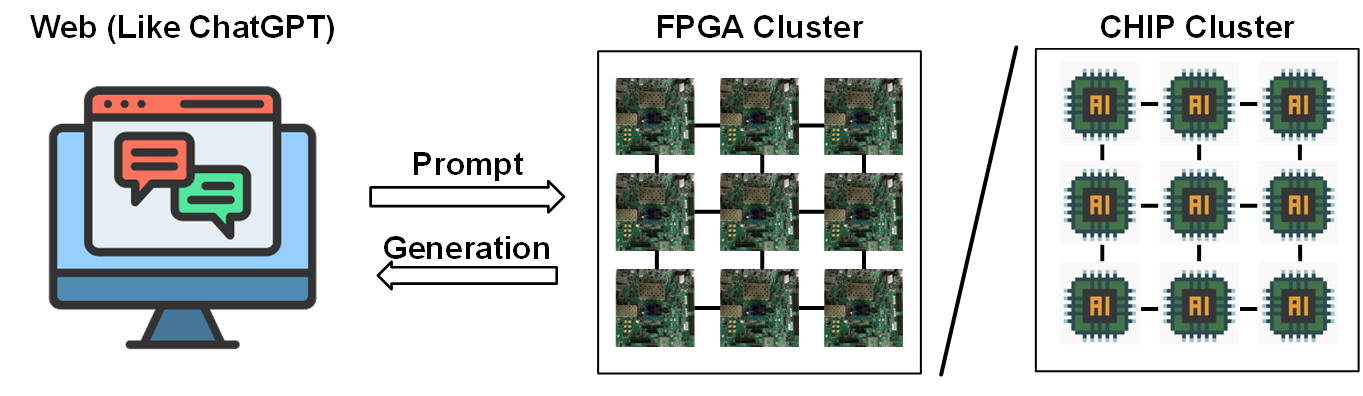 Web (Like ChatGPT)
FPGA Cluster
CHIP Cluster
Prompt
Generation
AI
AI
AI
AI
AI
AI
AI
AI
AI